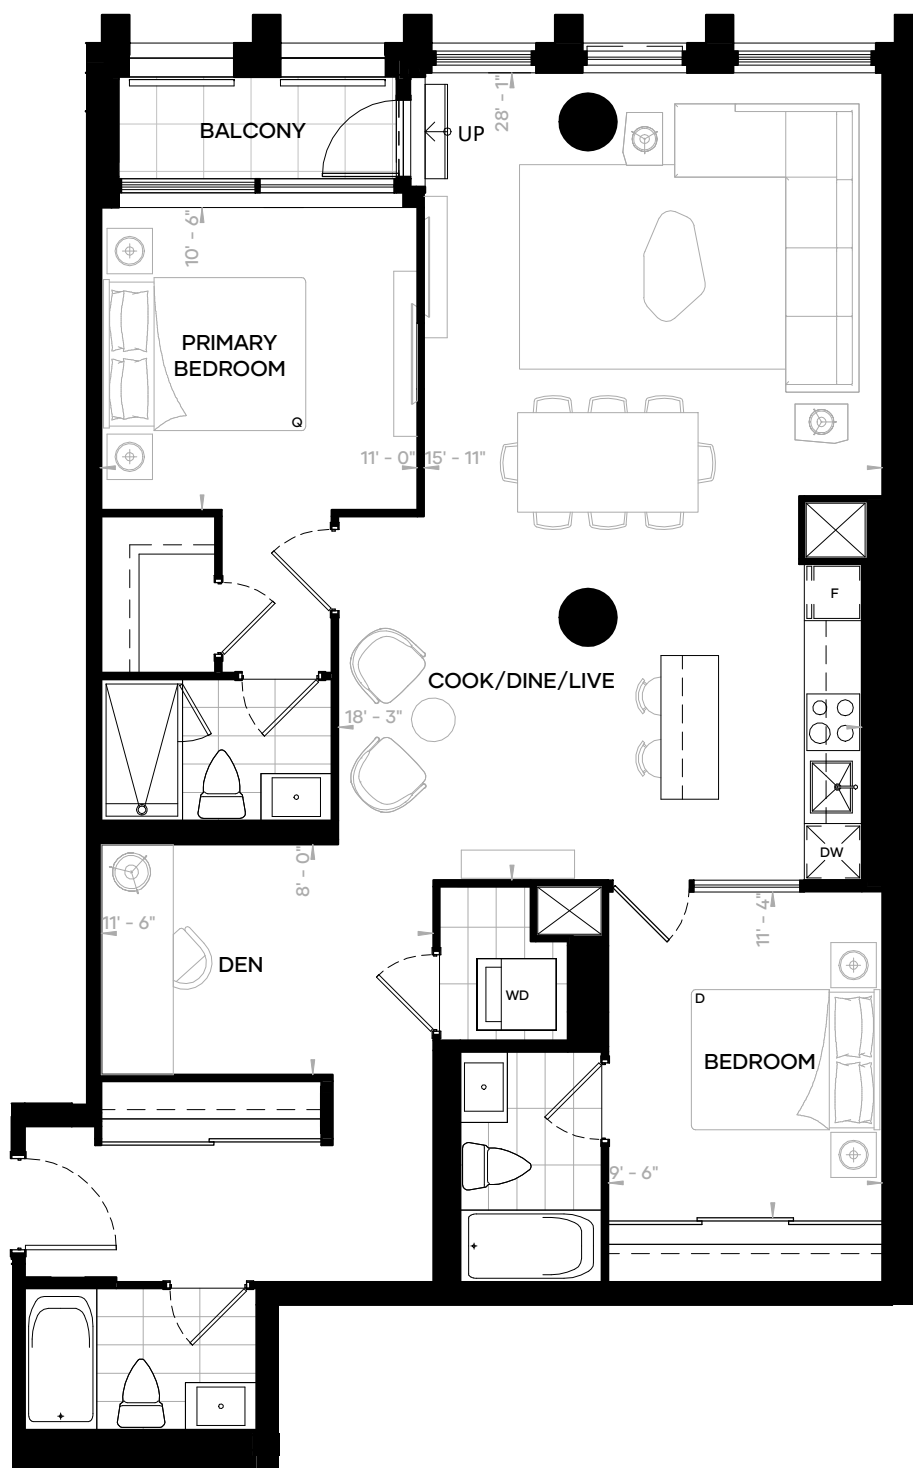 BALCONY
UP
28' - 1"
10' - 6"
PRIMARY
BEDROOM
Q
11' - 0"
15' - 11"
F
COOK/DINE/LIVE
18' - 3"
DW
8' - 0"
11' - 6"
11' - 4"
DEN
WD
D
BEDROOM
9' - 6"